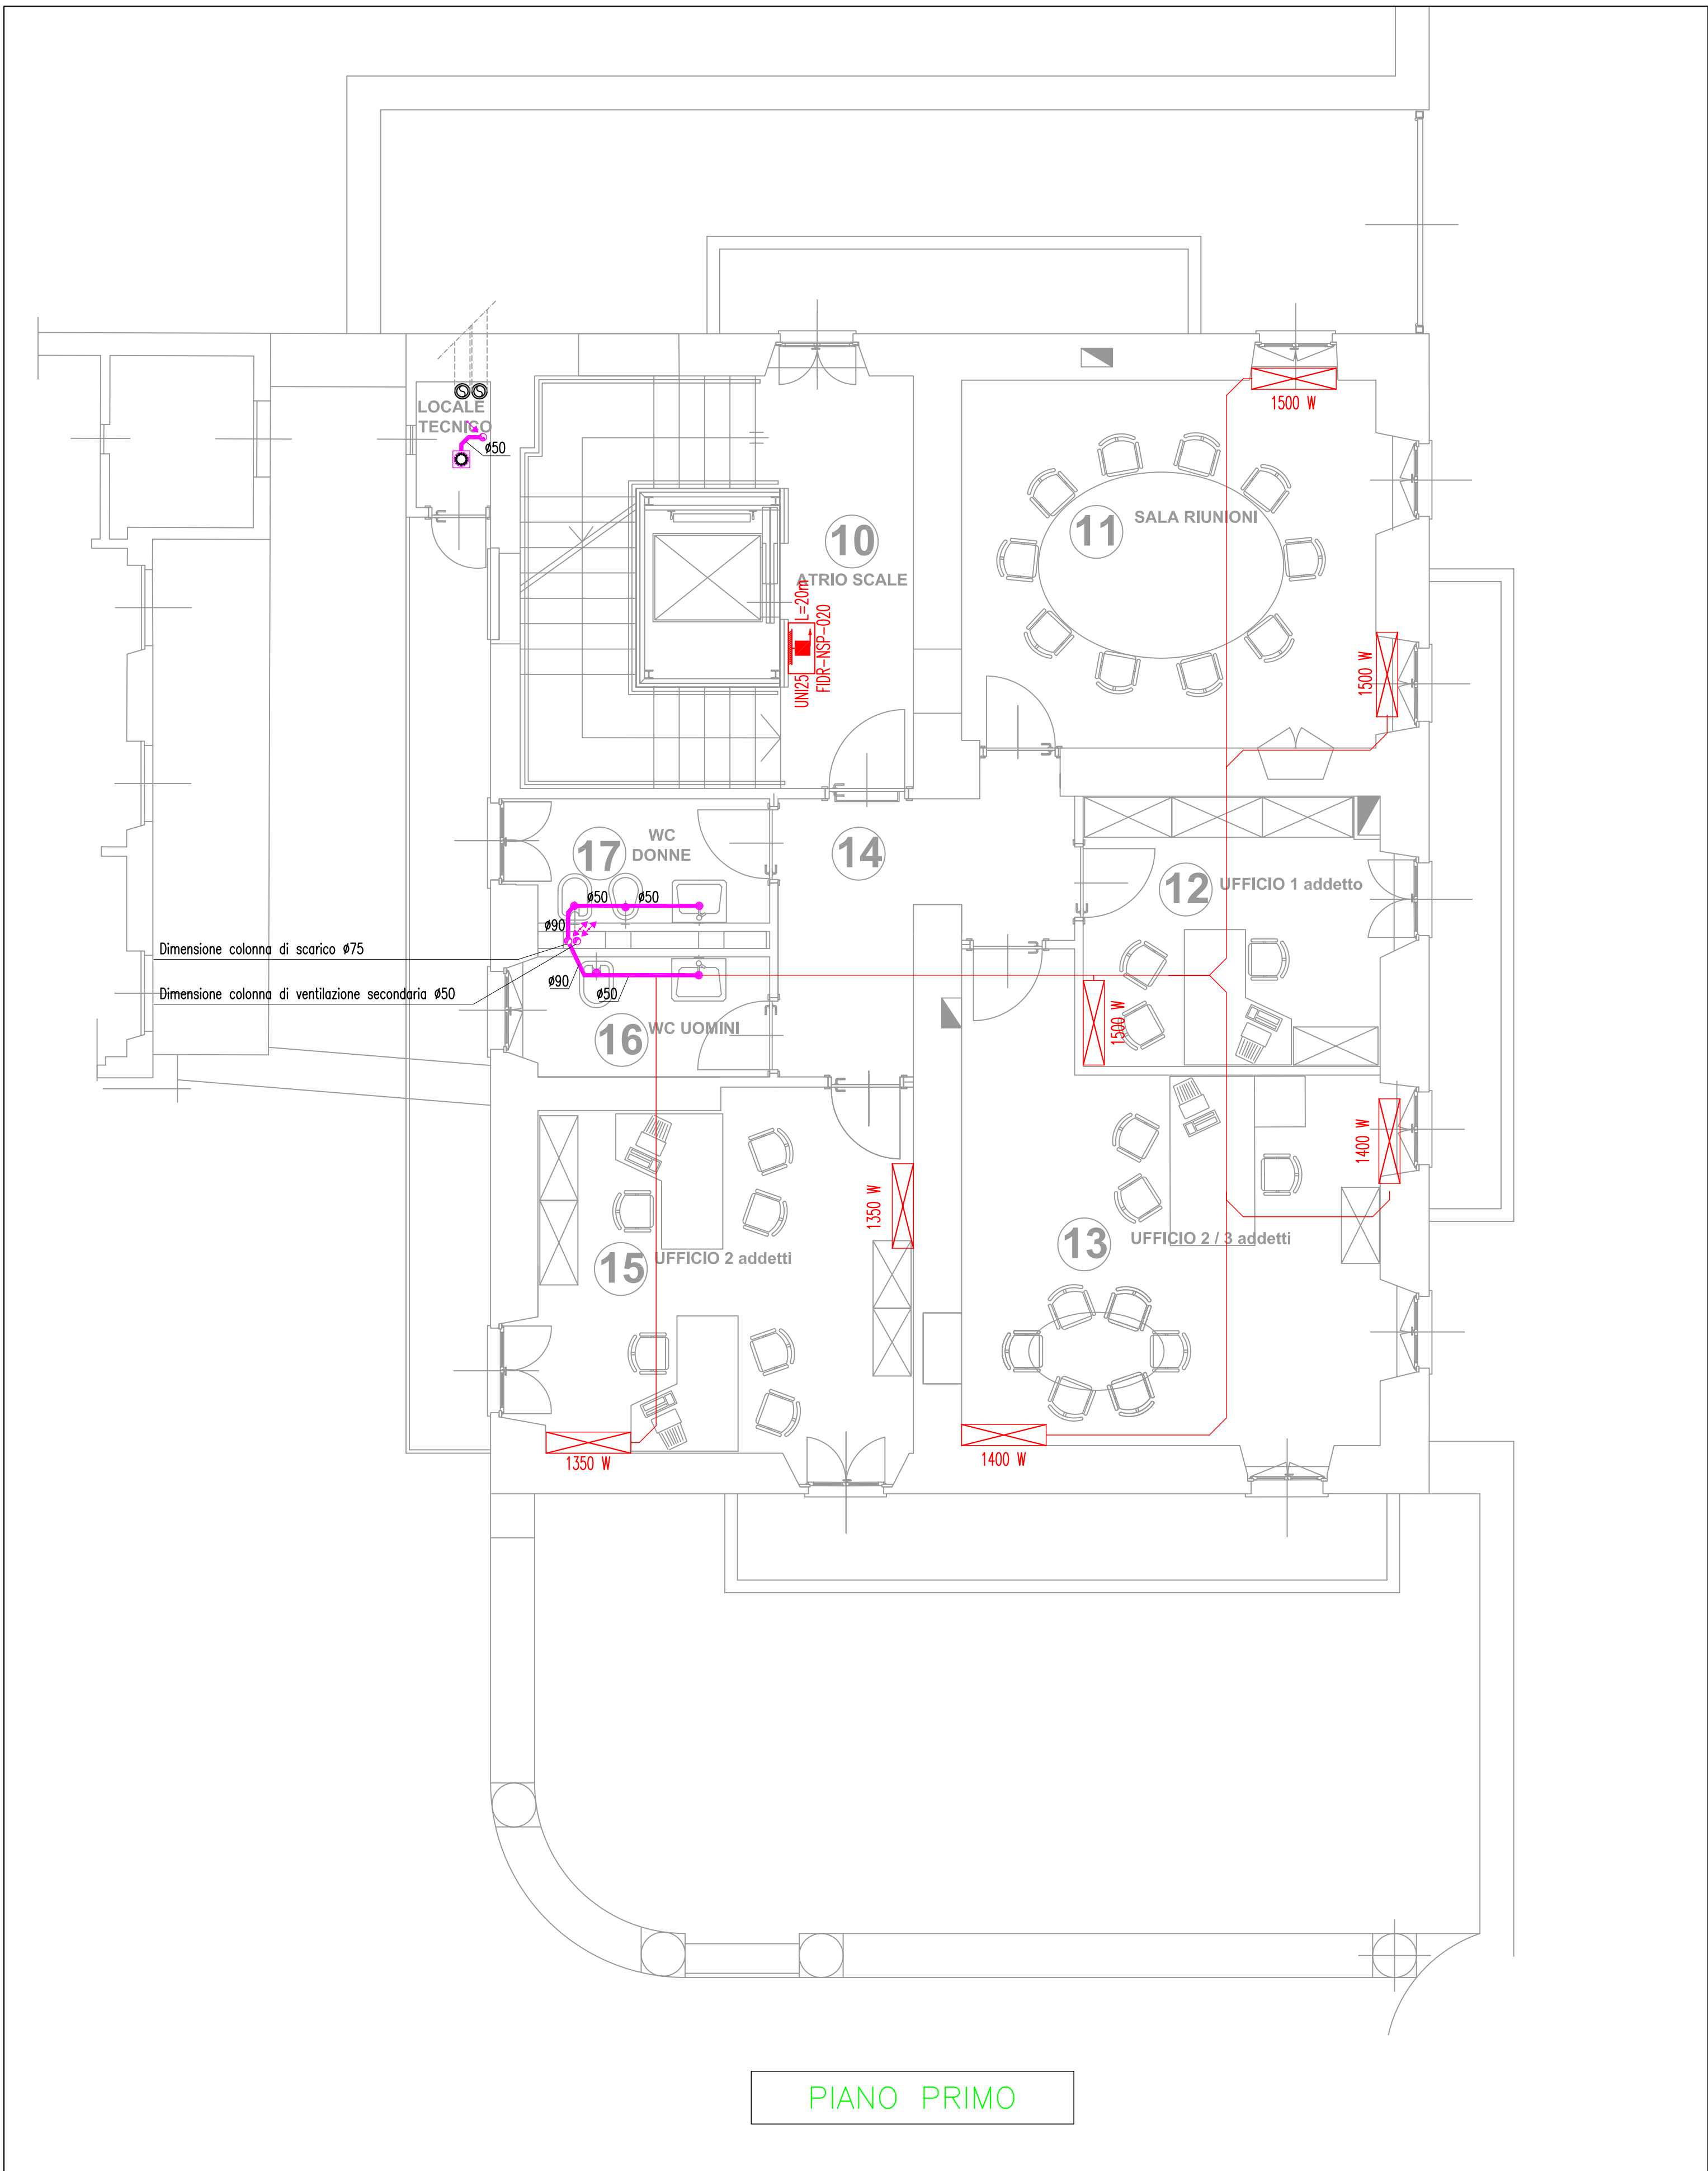 LOCALE
TECNICO
ø50
1500 W
11
SALA RIUNIONI
10
ATRIO SCALE
L=20m
UNI25
FIDR-NSP-020
1500 W
17
WC
DONNE
14
12
UFFICIO 1 addetto
ø50
ø50
ø90
Dimensione colonna di scarico ø75
Dimensione colonna di ventilazione secondaria ø50
ø90
ø50
16
WC UOMINI
1500 W
1400 W
1350 W
13
UFFICIO 2 / 3 addetti
15
UFFICIO 2 addetti
1350 W
1400 W
PIANO PRIMO